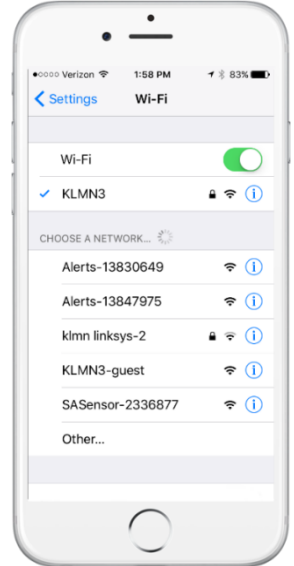 Verizon 1:58 PM 83%
Settings Wi-Fi
Wi-Fi
KLMN3
CHOOSE A NETWORK...
Alerts-13830649
Alerts-13847975
klmn linksys-2
KLMN3-guest
SASensor-2336877
Other...